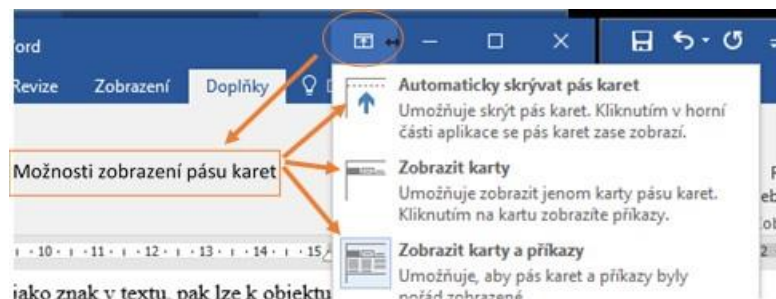 ord
Revize Zobrazení Doplňky
Automaticky skrývat pás karet
Umožňuje skrýt pás karet. Kliknutím v horní
části aplikace se pás karet zase zobrazí.
Možnosti zobrazení pásu karet
Zobrazit karty
Umožňuje zobrazit jenom karty pásu karet.
Kliknutím na kartu zobrazíte příkazy.
· 10 · 11 · 12 · 13 · 14 · 15
Zobrazit karty a příkazy
Umožňuje, aby pás karet a příkazy byly
pořád zobrazené
jako znak v textu, pak lze k objektu